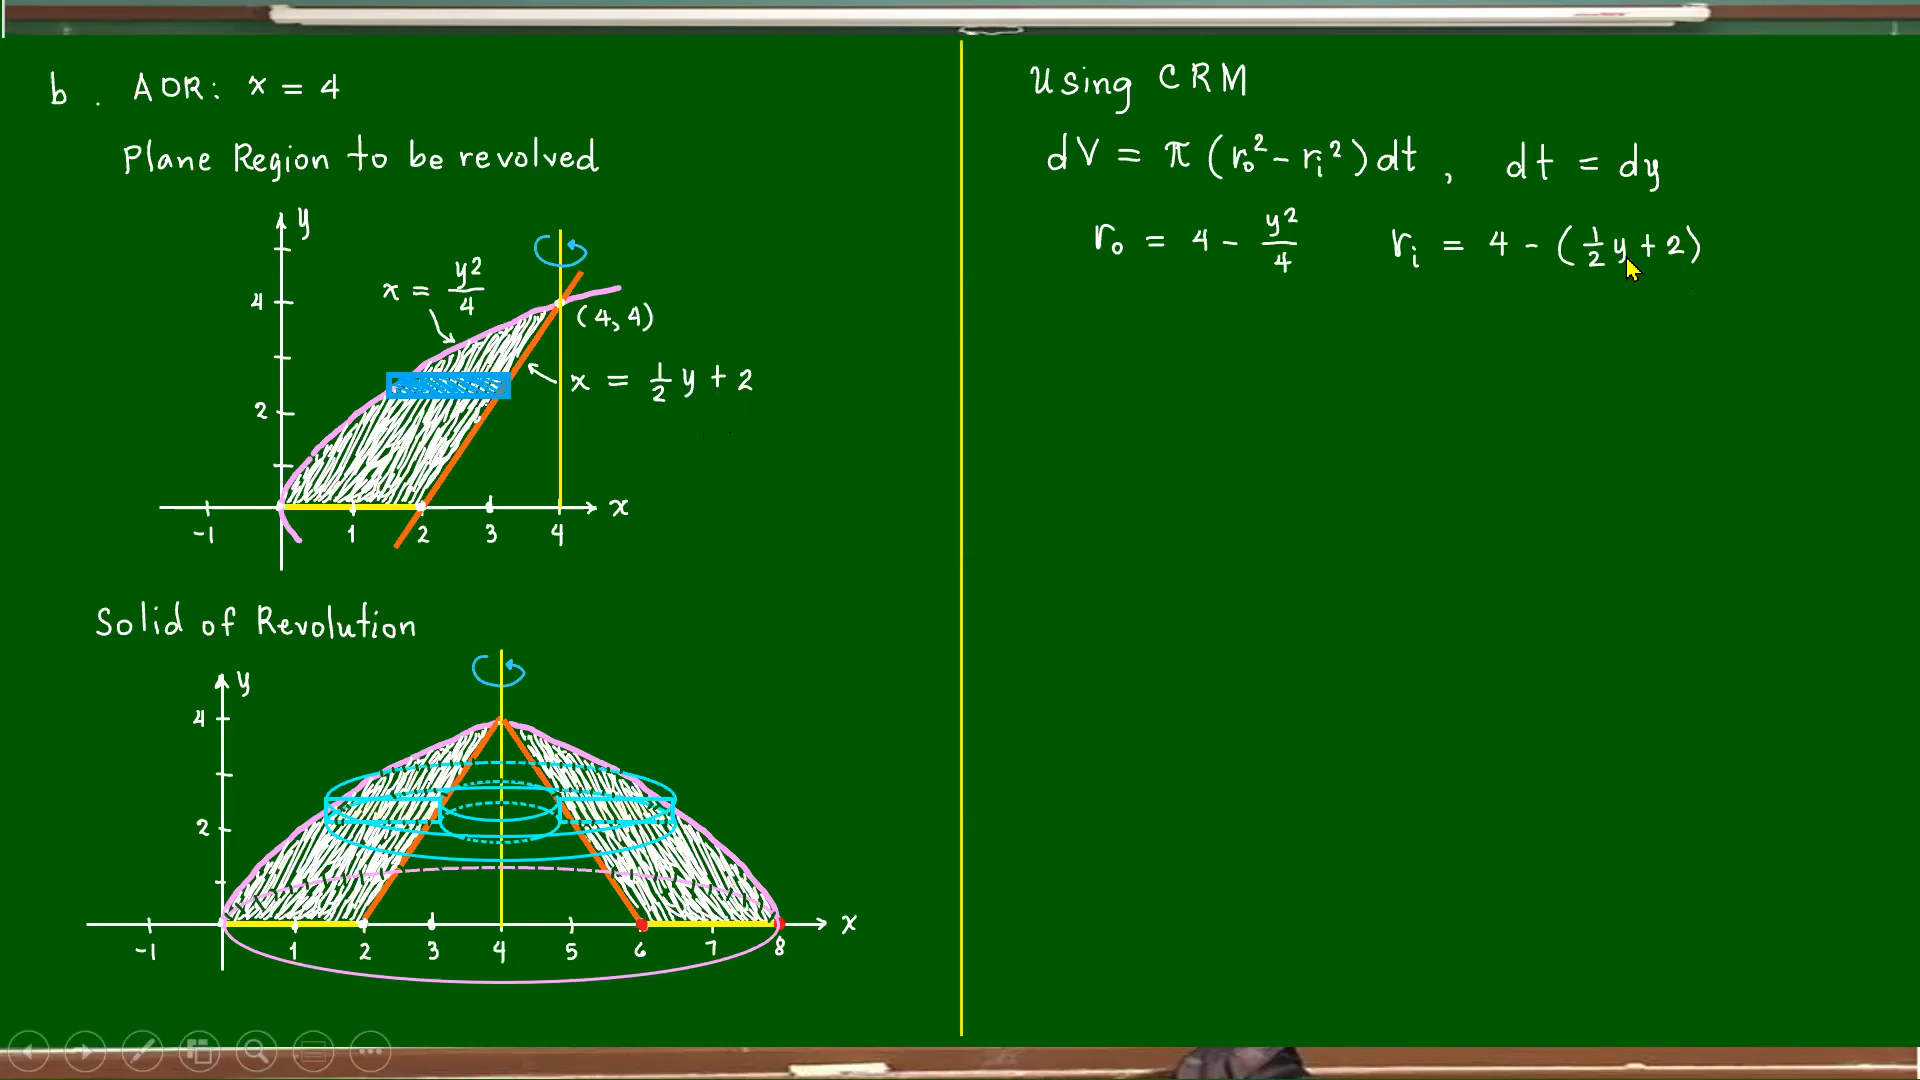 b. AOR: x = 4
Plane Region to be revolved
y
x = y²/4
4
(4, 4)
x = 1/2 y + 2
2
x
-1 1 2 3 4
Solid of Revolution
y
4
2
x
-1 1 2 3 4 5 6 7 8
Using CRM
dV = π (r₀² - rᵢ²) dt, dt = dy
r₀ = 4 - y²/4 rᵢ = 4 - (1/2 y + 2)